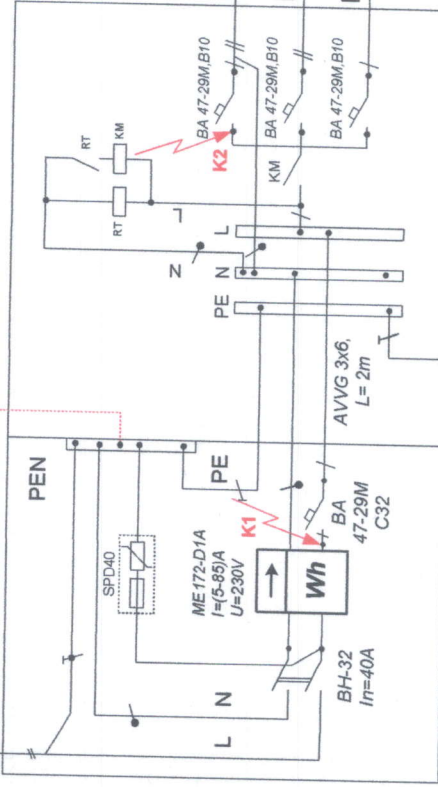 PEN
SPD40
RT
RT
KM
L
N
ME172-D1A
I=(5-85)A
U=230V
PE
K1
Wh
BH-32
In=40A
L
N
BA
47-29M
C32
AVVG 3x6,
L= 2m
PE
N
L
K2
KM
BA 47-29M,B10
BA 47-29M,B10
BA 47-29M,B10